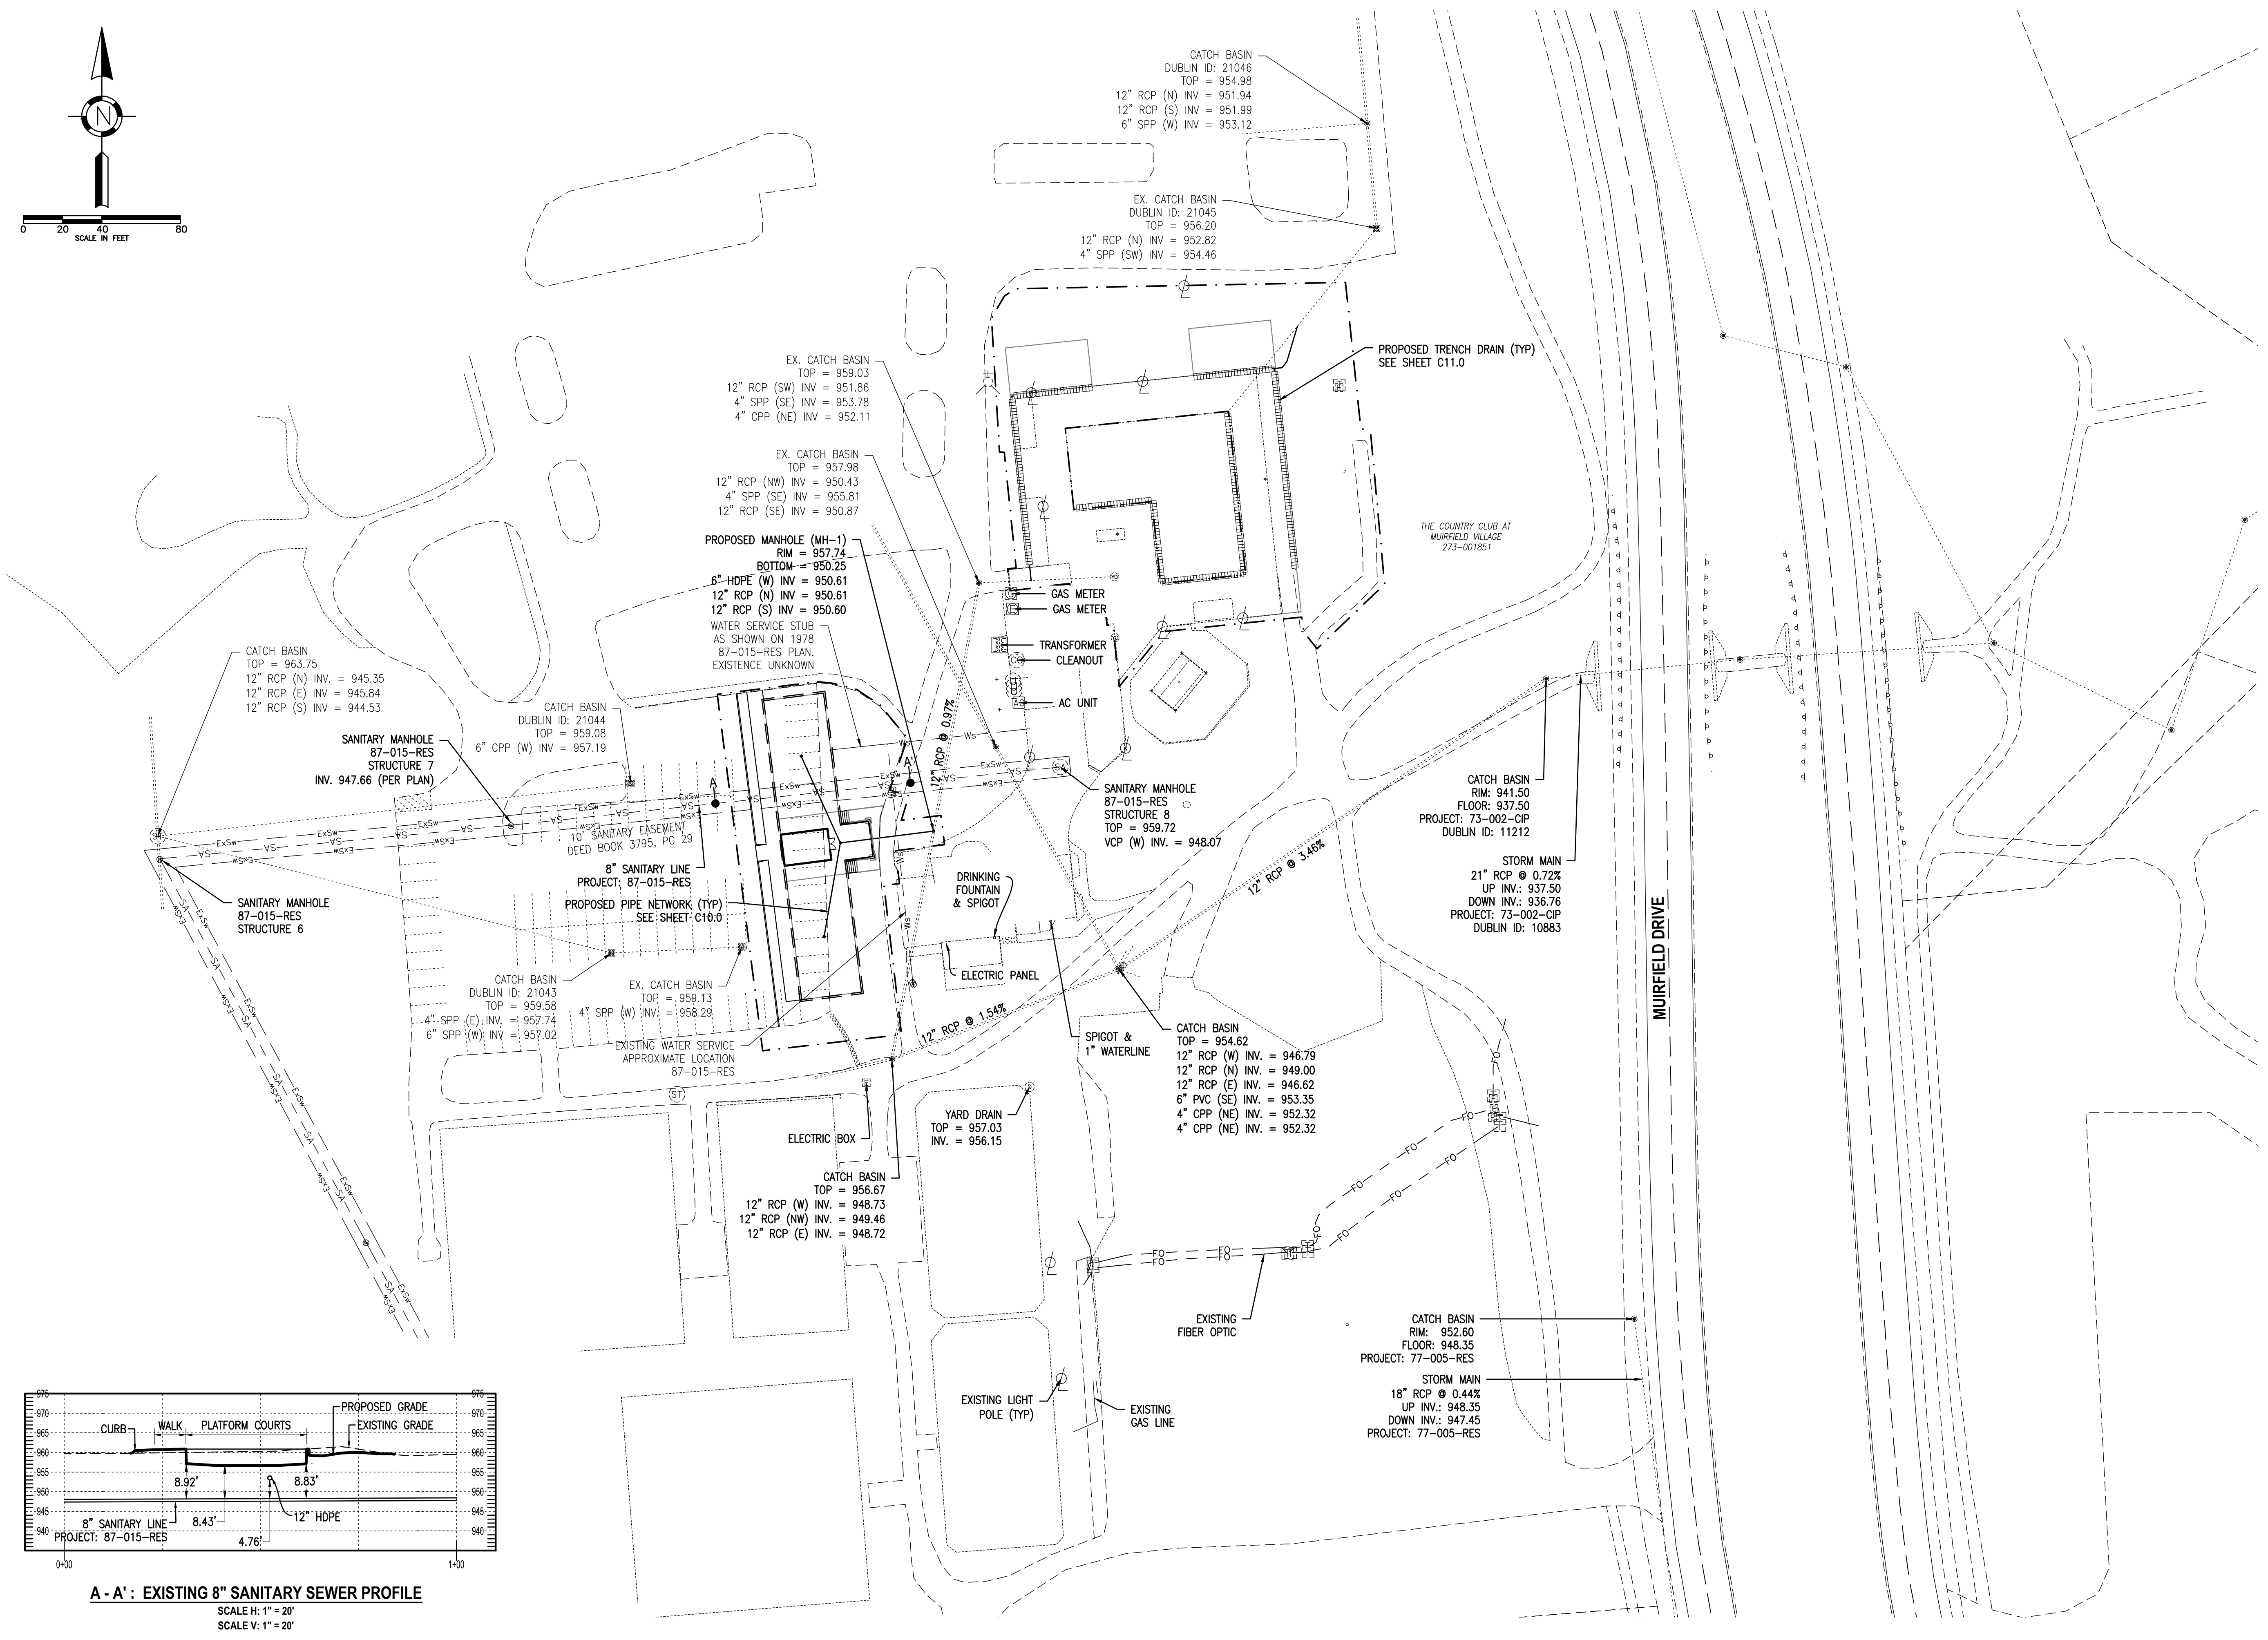 N
0 20 40 80
SCALE IN FEET
CATCH BASIN
DUBLIN ID: 21046
TOP = 954.98
12" RCP (N) INV = 951.94
12" RCP (S) INV = 951.99
6" SPP (W) INV = 953.12
EX. CATCH BASIN
DUBLIN ID: 21045
TOP = 956.20
12" RCP (N) INV = 952.82
4" SPP (SW) INV = 954.46
PROPOSED TRENCH DRAIN (TYP)
SEE SHEET C11.0
EX. CATCH BASIN
TOP = 959.03
12" RCP (SW) INV = 951.86
4" SPP (SE) INV = 953.78
4" CPP (NE) INV = 952.11
EX. CATCH BASIN
TOP = 957.98
12" RCP (NW) INV = 950.43
4" SPP (SE) INV = 955.81
12" RCP (SE) INV = 950.87
PROPOSED MANHOLE (MH-1)
RIM = 957.74
BOTTOM = 950.25
6" HDPE (W) INV = 950.61
12" RCP (N) INV = 950.61
12" RCP (S) INV = 950.60
WATER SERVICE STUB
AS SHOWN ON 1978
87-015-RES PLAN.
EXISTENCE UNKNOWN
THE COUNTRY CLUB AT
MUIRFIELD VILLAGE
273-001851
GAS METER
GAS METER
TRANSFORMER
CLEANOUT
AC UNIT
CATCH BASIN
TOP = 963.75
12" RCP (N) INV. = 945.35
12" RCP (E) INV = 945.84
12" RCP (S) INV = 944.53
CATCH BASIN
DUBLIN ID: 21044
TOP = 959.08
6" CPP (W) INV = 957.19
SANITARY MANHOLE
87-015-RES
STRUCTURE 7
INV. 947.66 (PER PLAN)
12" RCP @ 0.97%
A
A'
10' SANITARY EASEMENT
DEED BOOK 3795, PG 29
8" SANITARY LINE
PROJECT: 87-015-RES
PROPOSED PIPE NETWORK (TYP)
SEE SHEET C10.0
SANITARY MANHOLE
87-015-RES
STRUCTURE 6
SANITARY MANHOLE
87-015-RES
STRUCTURE 8
TOP = 959.72
VCP (W) INV. = 948.07
12" RCP @ 3.46%
CATCH BASIN
RIM: 941.50
FLOOR: 937.50
PROJECT: 73-002-CIP
DUBLIN ID: 11212
STORM MAIN
21" RCP @ 0.72%
UP INV.: 937.50
DOWN INV.: 936.76
PROJECT: 73-002-CIP
DUBLIN ID: 10883
MUIRFIELD DRIVE
DRINKING
FOUNTAIN
& SPIGOT
ELECTRIC PANEL
CATCH BASIN
DUBLIN ID: 21043
TOP = 959.58
4" SPP (E) INV. = 957.74
6" SPP (W) INV = 957.02
EX. CATCH BASIN
TOP = 959.13
4" SPP (W) INV. = 958.29
EXISTING WATER SERVICE
APPROXIMATE LOCATION
87-015-RES
12" RCP @ 1.54%
SPIGOT &
1" WATERLINE
CATCH BASIN
TOP = 954.62
12" RCP (W) INV. = 946.79
12" RCP (N) INV. = 949.00
12" RCP (E) INV. = 946.62
6" PVC (SE) INV. = 953.35
4" CPP (NE) INV. = 952.32
4" CPP (NE) INV. = 952.32
ST
ELECTRIC BOX
YARD DRAIN
TOP = 957.03
INV. = 956.15
CATCH BASIN
TOP = 956.67
12" RCP (W) INV. = 948.73
12" RCP (NW) INV. = 949.46
12" RCP (E) INV. = 948.72
EXISTING
FIBER OPTIC
EXISTING LIGHT
POLE (TYP)
EXISTING
GAS LINE
CATCH BASIN
RIM: 952.60
FLOOR: 948.35
PROJECT: 77-005-RES
STORM MAIN
18" RCP @ 0.44%
UP INV.: 948.35
DOWN INV.: 947.45
PROJECT: 77-005-RES
975
970
965
960
955
950
945
940
CURB
WALK
PLATFORM COURTS
PROPOSED GRADE
EXISTING GRADE
8.92'
8.83'
8.43'
4.76'
12" HDPE
8" SANITARY LINE
PROJECT: 87-015-RES
970
965
960
955
950
945
940
0+00
1+00
A - A' : EXISTING 8" SANITARY SEWER PROFILE
SCALE H: 1" = 20'
SCALE V: 1" = 20'